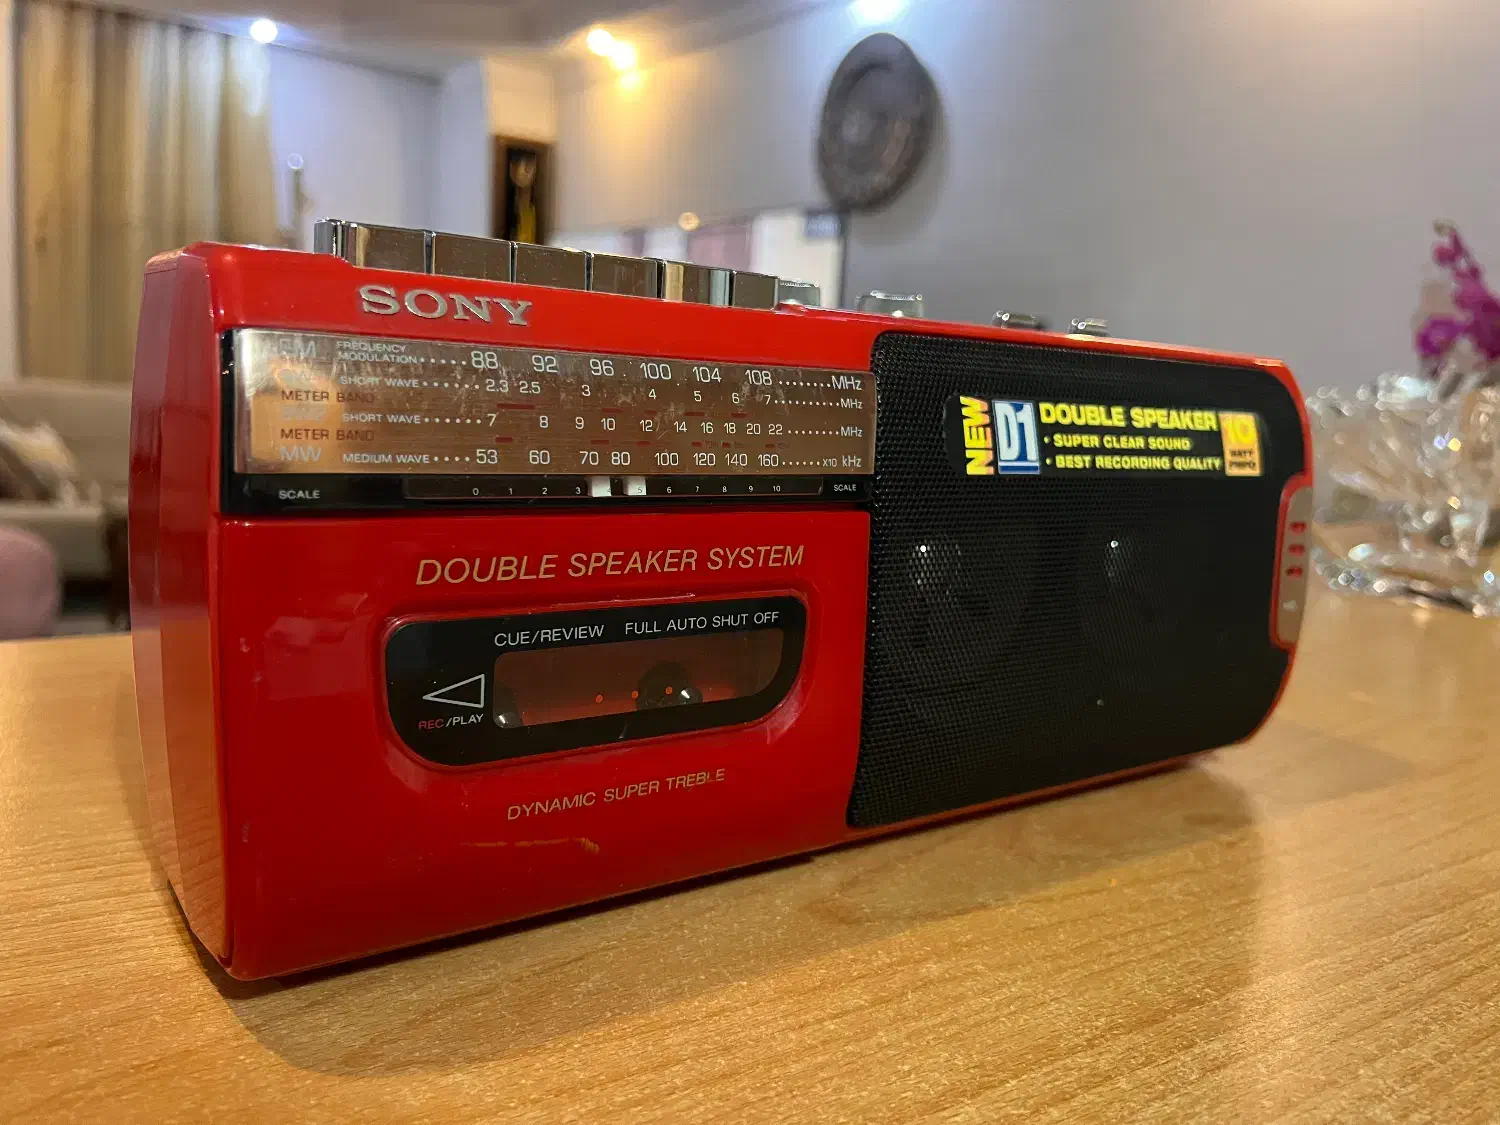 SONY
FM FREQUENCY MODULATION ..... 88 92 96 100 104 108 ........ MHz
SHORT WAVE ...... 2.3 2.5 3 4 5 6 7 ........ MHz
METER BAND
SHORT WAVE ...... 7 8 9 10 12 14 16 18 20 22 ........ MHz
METER BAND
MW MEDIUM WAVE .... 53 60 70 80 100 120 140 160 ...... x10 kHz
SCALE 0 1 2 3 4 5 6 7 8 9 10 SCALE
DOUBLE SPEAKER SYSTEM
CUE/REVIEW FULL AUTO SHUT OFF
REC/PLAY
DYNAMIC SUPER TREBLE
NEW
D1
DOUBLE SPEAKER
• SUPER CLEAR SOUND
• BEST RECORDING QUALITY
10
WATT
PMPO